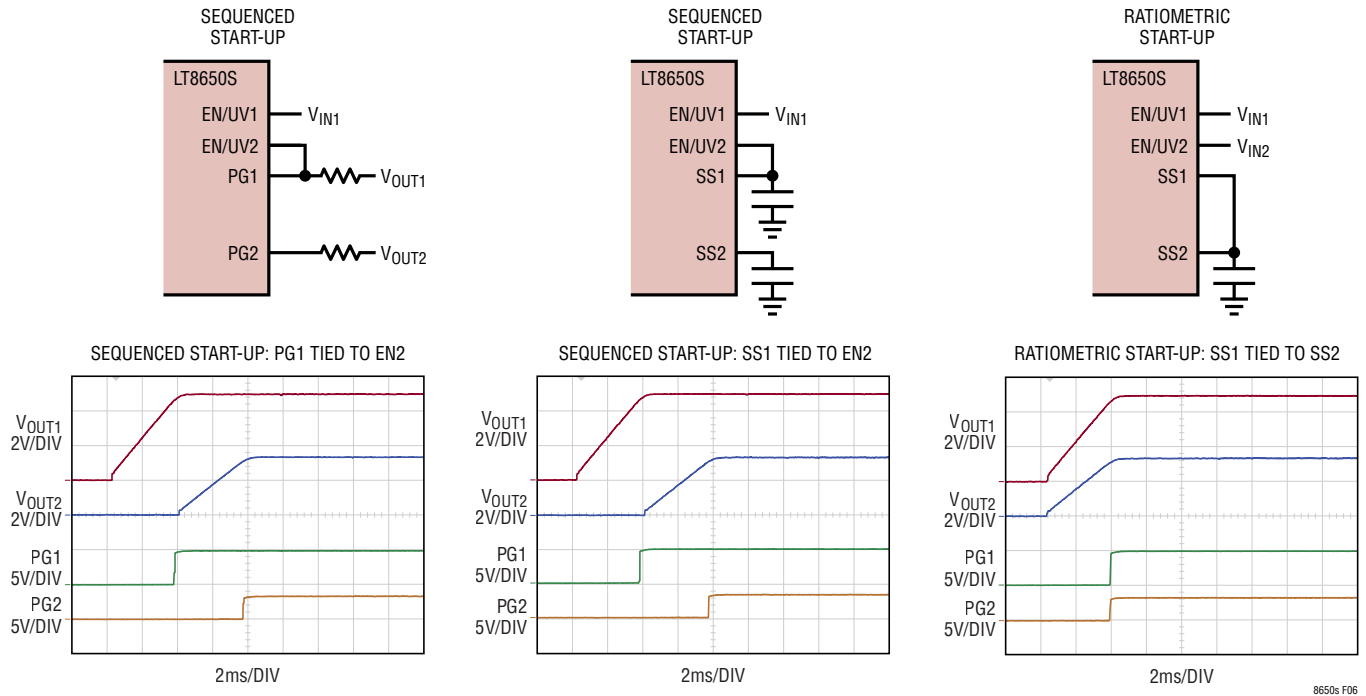 SEQUENCED
START-UP
LT8650S
EN/UV1
VIN1
EN/UV2
PG1
VOUT1
PG2
VOUT2
SEQUENCED
START-UP
LT8650S
EN/UV1
VIN1
EN/UV2
SS1
SS2
RATIOMETRIC
START-UP
LT8650S
EN/UV1
VIN1
EN/UV2
VIN2
SS1
SS2
SEQUENCED START-UP: PG1 TIED TO EN2
VOUT1
2V/DIV
VOUT2
2V/DIV
PG1
5V/DIV
PG2
5V/DIV
2ms/DIV
SEQUENCED START-UP: SS1 TIED TO EN2
VOUT1
2V/DIV
VOUT2
2V/DIV
PG1
5V/DIV
PG2
5V/DIV
2ms/DIV
RATIOMETRIC START-UP: SS1 TIED TO SS2
VOUT1
2V/DIV
VOUT2
2V/DIV
PG1
5V/DIV
PG2
5V/DIV
2ms/DIV
8650s F06